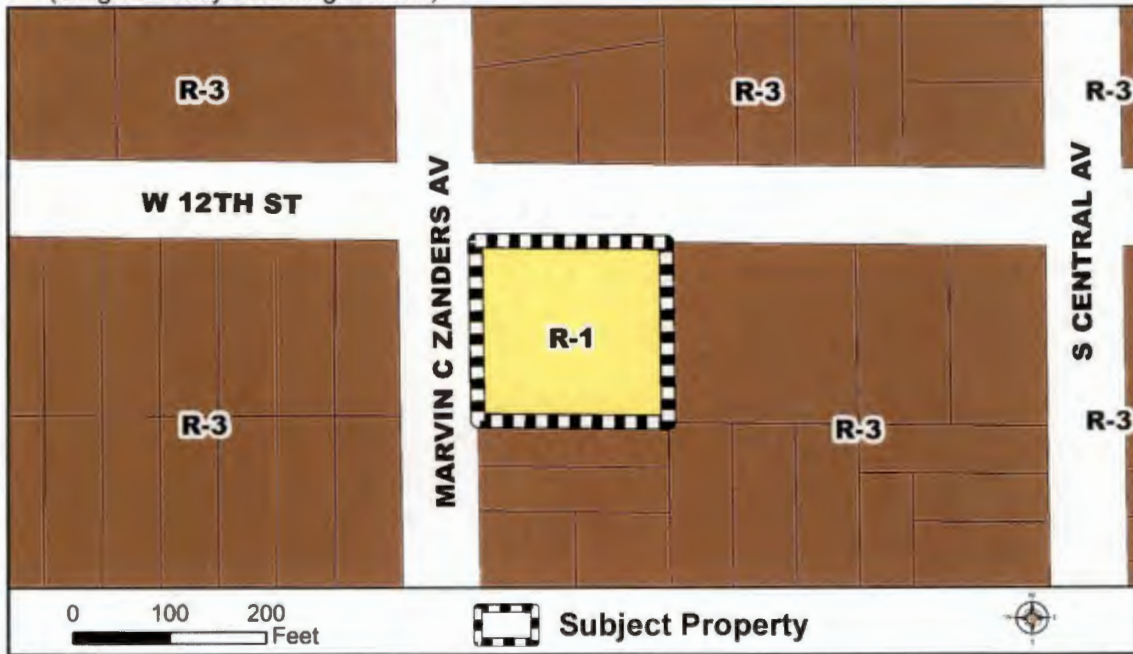 R-3
R-3
R-3
W 12TH ST
MARVIN C ZANDERS AV
S CENTRAL AV
R-1
R-3
R-3
R-3
0 100 200
Feet
Subject Property